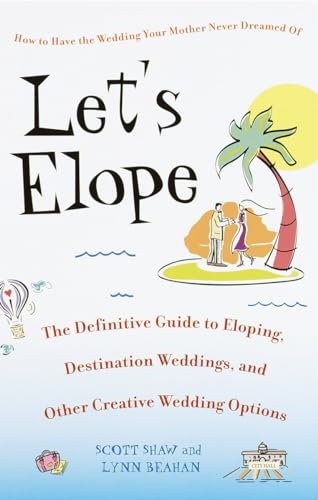 How to Have the Wedding Your Mother Never Dreamed Of
Let's
Elope
The Definitive Guide to Eloping,
Destination Weddings, and
Other Creative Wedding Options
SCOTT SHAW and
LYNN BEAHAN
CITY HALL